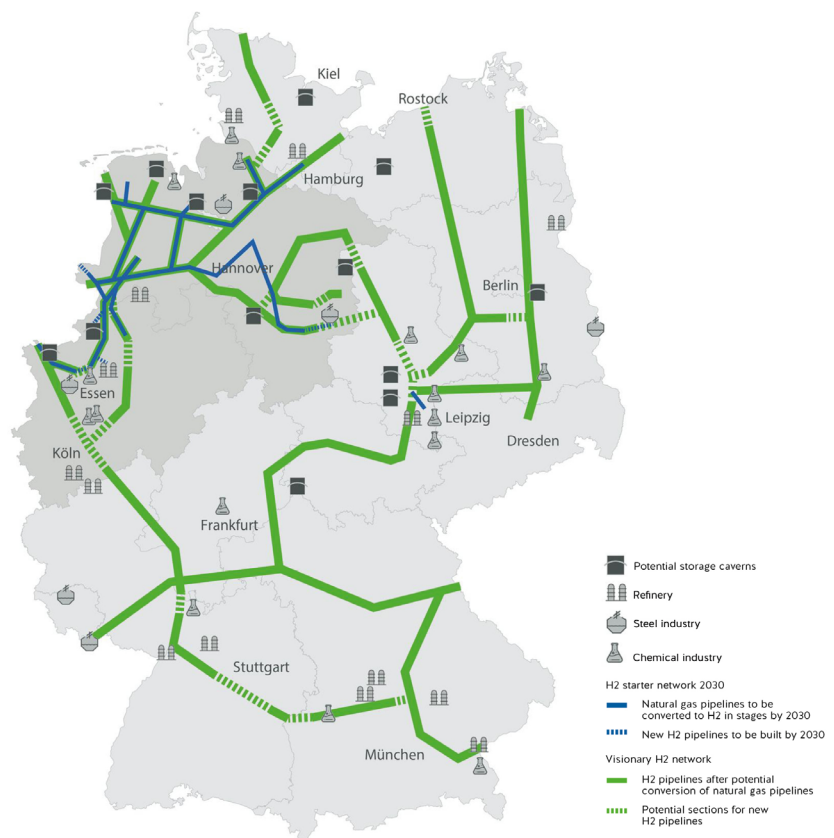 Kiel
Rostock
Hamburg
Hannover
Berlin
Essen
Leipzig
Dresden
Köln
Frankfurt
Stuttgart
München
Potential storage caverns
Refinery
Steel industry
Chemical industry
H2 starter network 2030
Natural gas pipelines to be
converted to H2 in stages by 2030
New H2 pipelines to be built by 2030
Visionary H2 network
H2 pipelines after potential
conversion of natural gas pipelines
Potential sections for new
H2 pipelines